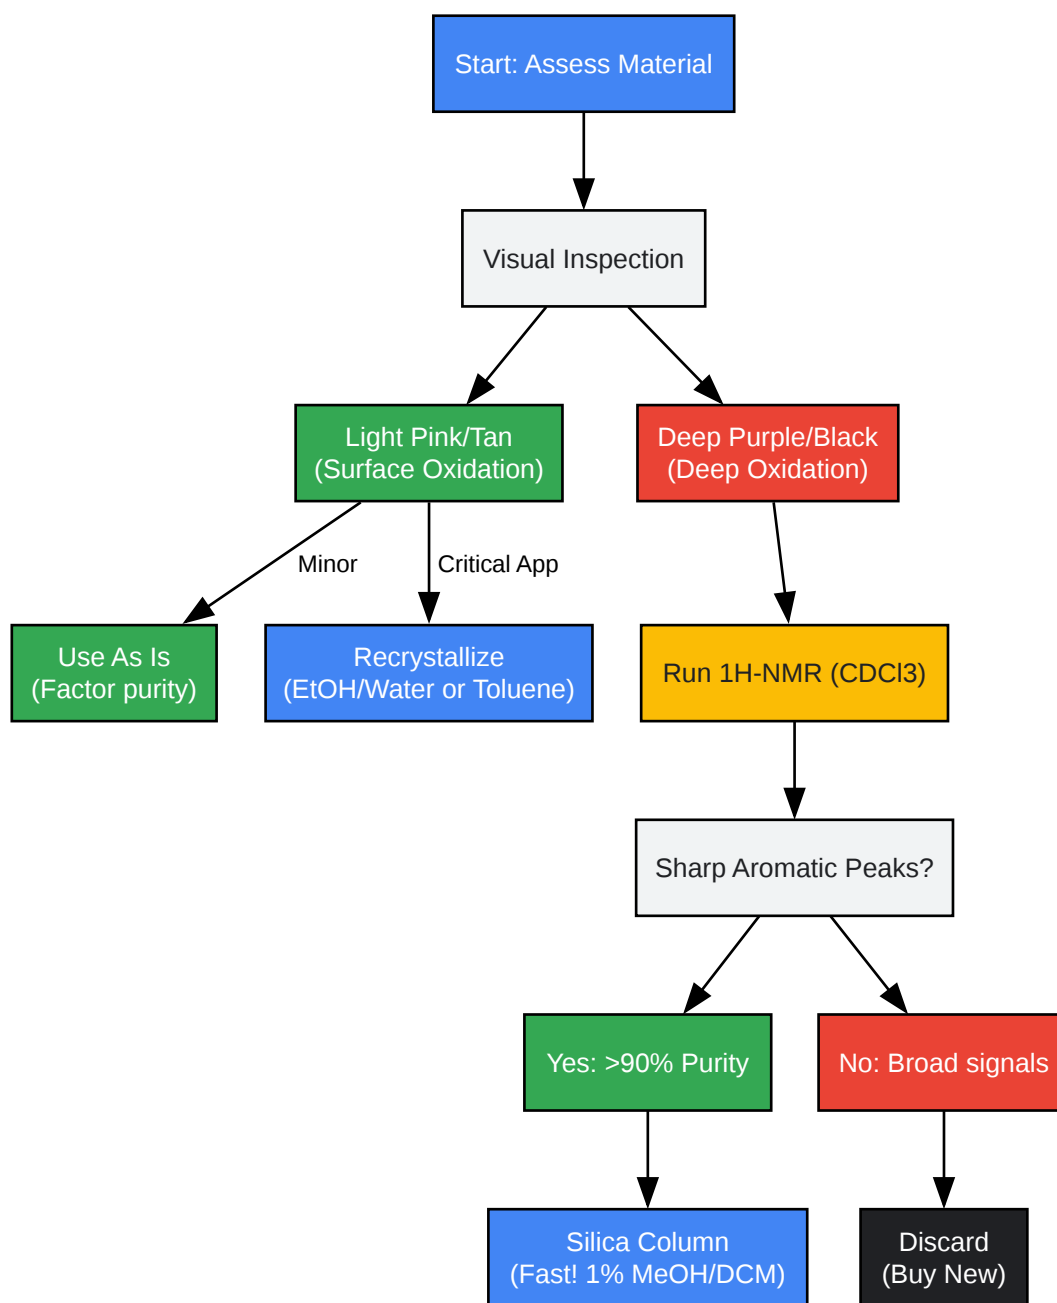 Start: Assess Material
Visual Inspection
Light Pink/Tan
(Surface Oxidation)
Deep Purple/Black
(Deep Oxidation)
Minor
Critical App
Use As Is
(Factor purity)
Recrystallize
(EtOH/Water or Toluene)
Run 1H-NMR (CDCl3)
Sharp Aromatic Peaks?
Yes: >90% Purity
No: Broad signals
Silica Column
(Fast! 1% MeOH/DCM)
Discard
(Buy New)